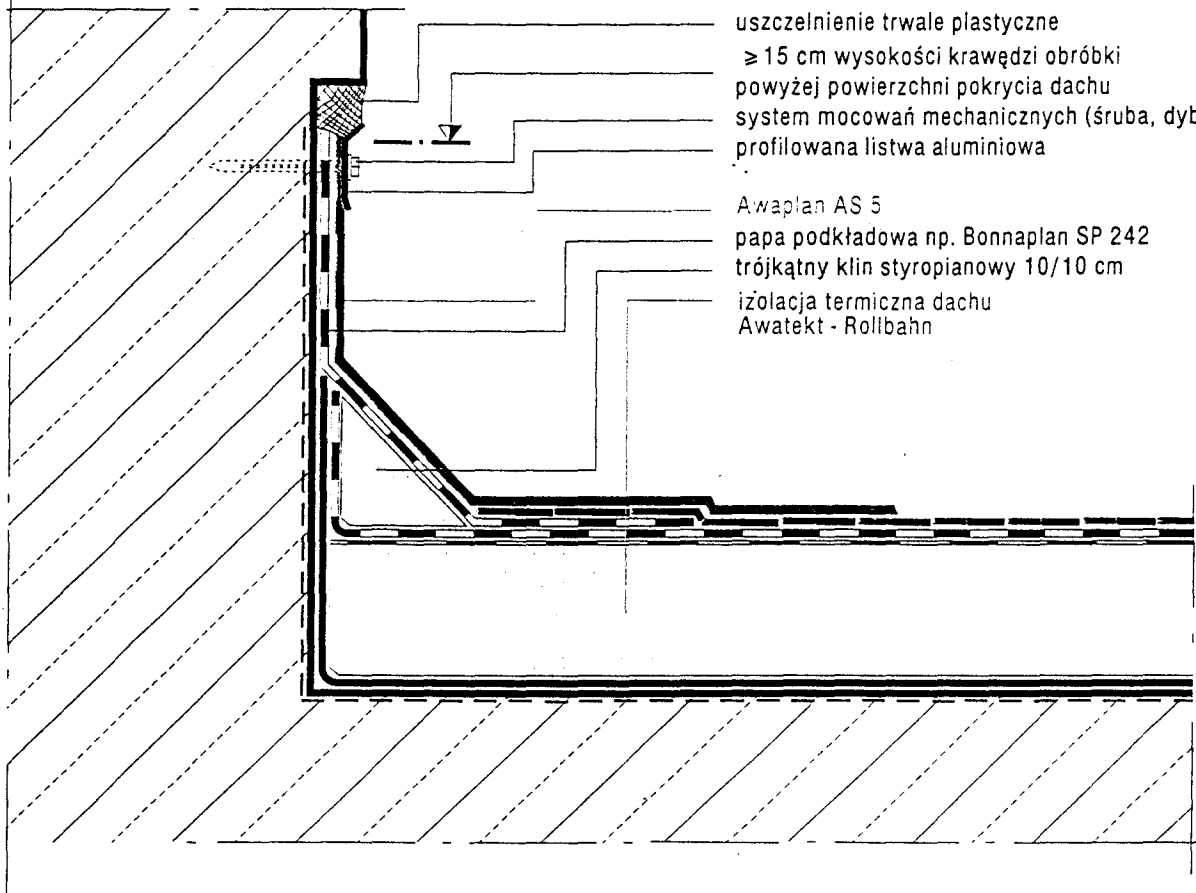 uszczelnienie trwale plastyczne
≥ 15 cm wysokości krawędzi obróbki
powyżej powierzchni pokrycia dachu
system mocowań mechanicznych (śruba, dyb
profilowana listwa aluminiowa
Awaplan AS 5
papa podkładowa np. Bonnaplan SP 242
trójkątny klin styropianowy 10/10 cm
izolacja termiczna dachu
Awatekt - Rollbahn